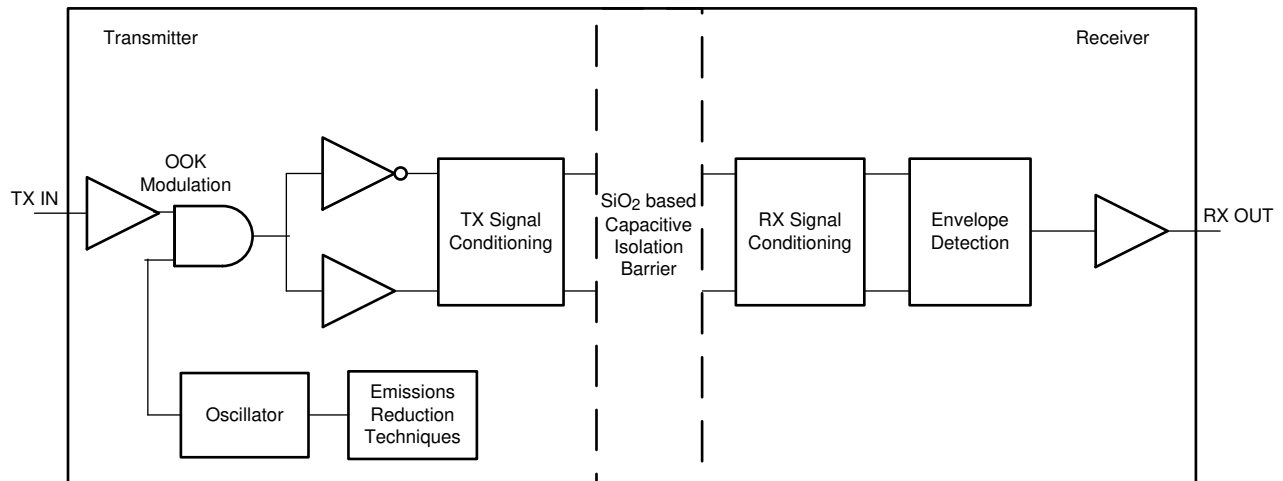 Transmitter
Receiver
OOK
Modulation
TX IN
TX Signal
Conditioning
SiO2 based
Capacitive
Isolation
Barrier
RX Signal
Conditioning
Envelope
Detection
RX OUT
Oscillator
Emissions
Reduction
Techniques